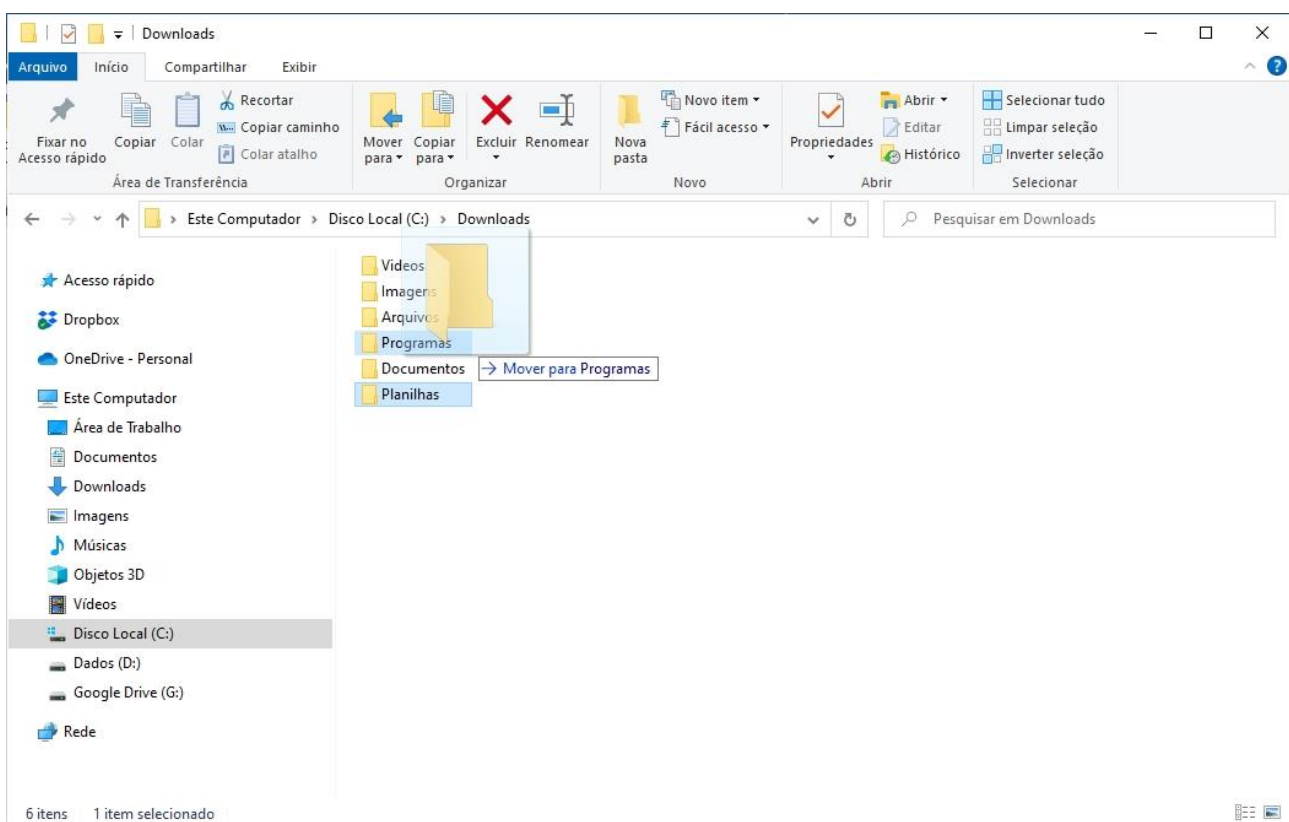 Downloads
Arquivo Início Compartilhar Exibir
Fixar no Acesso rápido
Copiar
Colar
Recortar
Copiar caminho
Colar atalho
Área de Transferência
Mover para
Copiar para
Excluir
Renomear
Organizar
Nova pasta
Novo item
Fácil acesso
Novo
Propriedades
Abrir
Editar
Histórico
Abrir
Selecionar tudo
Limpar seleção
Inverter seleção
Selecionar
Este Computador > Disco Local (C:) > Downloads
Pesquisar em Downloads
Acesso rápido
Dropbox
OneDrive - Personal
Este Computador
Área de Trabalho
Documentos
Downloads
Imagens
Músicas
Objetos 3D
Vídeos
Disco Local (C:)
Dados (D:)
Google Drive (G:)
Rede
Videos
Imagens
Arquivos
Programas
Documentos
→ Mover para Programas
Planilhas
6 itens 1 item selecionado